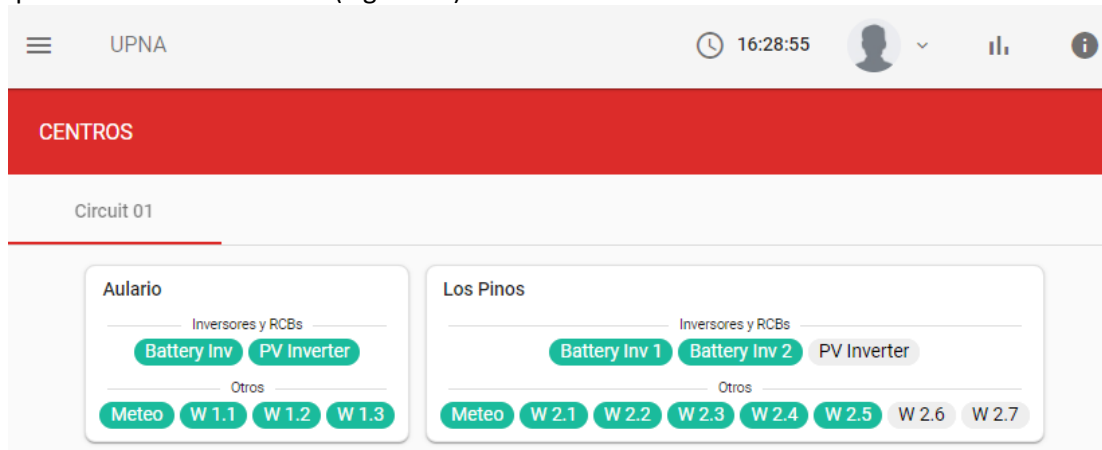 UPNA 16:28:55
CENTROS
Circuit 01
Aulario
Inversores y RCBs
Battery Inv PV Inverter
Otros
Meteo W 1.1 W 1.2 W 1.3
Los Pinos
Inversores y RCBs
Battery Inv 1 Battery Inv 2 PV Inverter
Otros
Meteo W 2.1 W 2.2 W 2.3 W 2.4 W 2.5 W 2.6 W 2.7